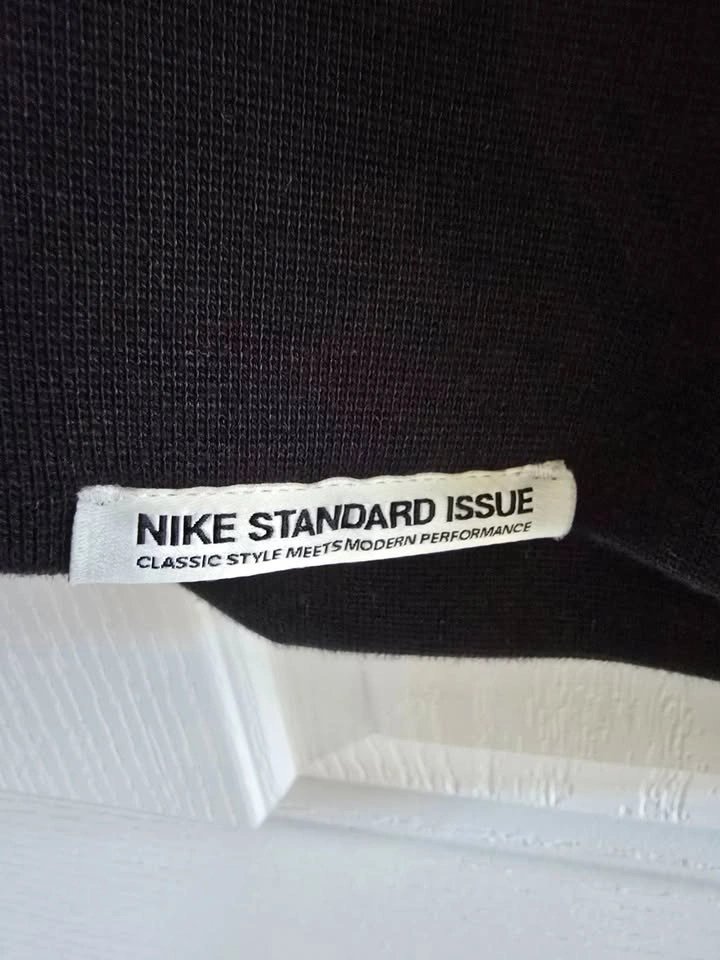 NIKE STANDARD ISSUE
CLASSIC STYLE MEETS MODERN PERFORMANCE